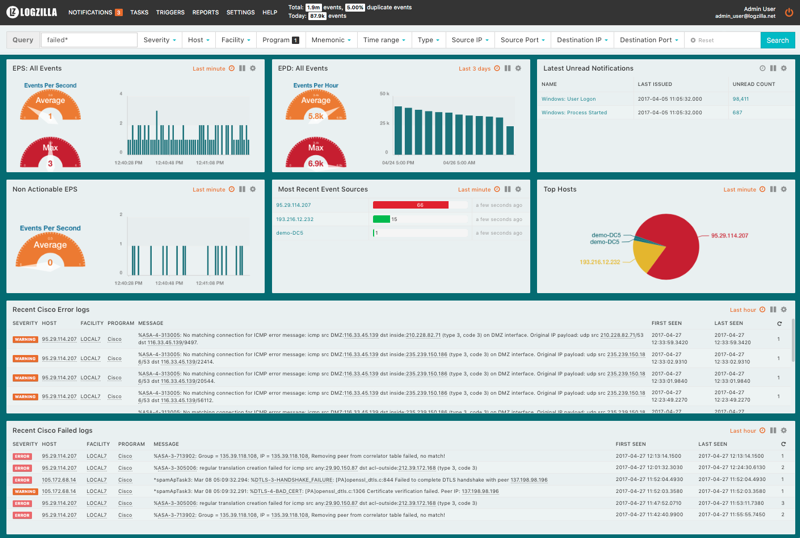 LOGZILLA NOTIFICATIONS 3 TASKS TRIGGERS REPORTS SETTINGS HELP
Total: 1.9m events, 5.00% duplicate events
Today: 87.9k events
Admin User
admin_user@logzilla.net
Query failed* Severity Host Facility Program 1 Mnemonic Time range Type Source IP Source Port Destination IP Destination Port Reset Search
EPS: All Events Last minute
Events Per Second
Average
1
Max
3
4
2
0
12:40:28 PM 12:40:48 PM 12:41:08 PM
EPD: All Events Last 3 days
Events Per Hour
Average
5.8k
Max
6.9k
50 k
25 k
0
04/24 5:00 PM 04/26 5:00 AM
Latest Unread Notifications
NAME LAST ISSUED UNREAD COUNT
Windows: User Logon 2017-04-05 11:05:32.000 98,411
Windows: Process Started 2017-04-05 11:05:32.000 687
Non Actionable EPS Last minute
Events Per Second
Average
0
2
1
0
12:40:28 PM 12:40:48 PM 12:41:08 PM
Most Recent Event Sources Last minute
95.29.114.207 66 a few seconds ago
193.216.12.232 15 a few seconds ago
demo-DC5 1 a few seconds ago
Top Hosts Last minute
demo-DC5
demo-DC5
95.29.114.207
193.216.12.232
Recent Cisco Error logs Last hour
SEVERITY HOST FACILITY PROGRAM MESSAGE FIRST SEEN LAST SEEN
WARNING 95.29.114.207 LOCAL7 Cisco %ASA-4-313005: No matching connection for ICMP error message: icmp src DMZ:116.33.45.139 dst inside:210.228.82.71 (type 3, code 3) on DMZ interface. Original IP payload: udp src 210.228.82.71/53 dst 116.33.45.139/9497. 2017-04-27 12:33:59.3420 2017-04-27 12:33:59.3420 1
WARNING 95.29.114.207 LOCAL7 Cisco %ASA-4-313005: No matching connection for ICMP error message: icmp src DMZ:116.33.45.139 dst inside:235.239.150.186 (type 3, code 3) on DMZ interface. Original IP payload: udp src 235.239.150.186/53 dst 116.33.45.139/22414. 2017-04-27 12:33:02.9310 2017-04-27 12:33:02.9310 1
WARNING 95.29.114.207 LOCAL7 Cisco %ASA-4-313005: No matching connection for ICMP error message: icmp src DMZ:116.33.45.139 dst inside:235.239.150.186 (type 3, code 3) on DMZ interface. Original IP payload: udp src 235.239.150.186/53 dst 116.33.45.139/20544. 2017-04-27 12:33:01.9840 2017-04-27 12:33:01.9840 1
WARNING 95.29.114.207 LOCAL7 Cisco %ASA-4-313005: No matching connection for ICMP error message: icmp src DMZ:116.33.45.139 dst inside:235.239.150.186 (type 3, code 3) on DMZ interface. Original IP payload: udp src 235.239.150.186/53 dst 116.33.45.139/56112. 2017-04-27 12:23:49.2270 2017-04-27 12:23:49.2270 1
Recent Cisco Failed logs Last hour
SEVERITY HOST FACILITY PROGRAM MESSAGE FIRST SEEN LAST SEEN
ERROR 95.29.114.207 LOCAL7 Cisco %ASA-3-713902: Group = 135.39.118.108, IP = 135.39.118.108, Removing peer from correlator table failed, no match! 2017-04-27 12:13:14.1500 2017-04-27 12:13:14.1500 1
ERROR 95.29.114.207 LOCAL7 Cisco %ASA-3-305006: regular translation creation failed for icmp src any:29.90.150.87 dst acl-outside:212.39.172.168 (type 3, code 3) 2017-04-27 12:01:32.3030 2017-04-27 12:24:30.6130 2
ERROR 105.172.68.14 LOCAL7 Cisco *spamApTask3: Mar 08 05:09:32.294: %DTLS-3-HANDSHAKE_FAILURE: [PA]openssl_dtls.c:844 Failed to complete DTLS handshake with peer 137.198.98.196 2017-04-27 11:52:04.4930 2017-04-27 11:52:04.4930 1
WARNING 105.172.68.14 LOCAL7 Cisco *spamApTask3: Mar 08 05:09:32.291: %DTLS-4-BAD_CERT: [PA]openssl_dtls.c:1206 Certificate verification failed. Peer IP: 137.198.98.196 2017-04-27 11:52:03.3580 2017-04-27 11:52:03.3580 1
ERROR 95.29.114.207 LOCAL7 Cisco %ASA-3-305006: regular translation creation failed for icmp src any:29.90.150.87 dst acl-outside:212.39.172.168 (type 3, code 3) 2017-04-27 11:47:52.0710 2017-04-27 11:53:11.7380 3
ERROR 95.29.114.207 LOCAL7 Cisco %ASA-3-713902: Group = 135.39.118.108, IP = 135.39.118.108, Removing peer from correlator table failed, no match! 2017-04-27 11:42:40.9900 2017-04-27 11:55:55.7450 2